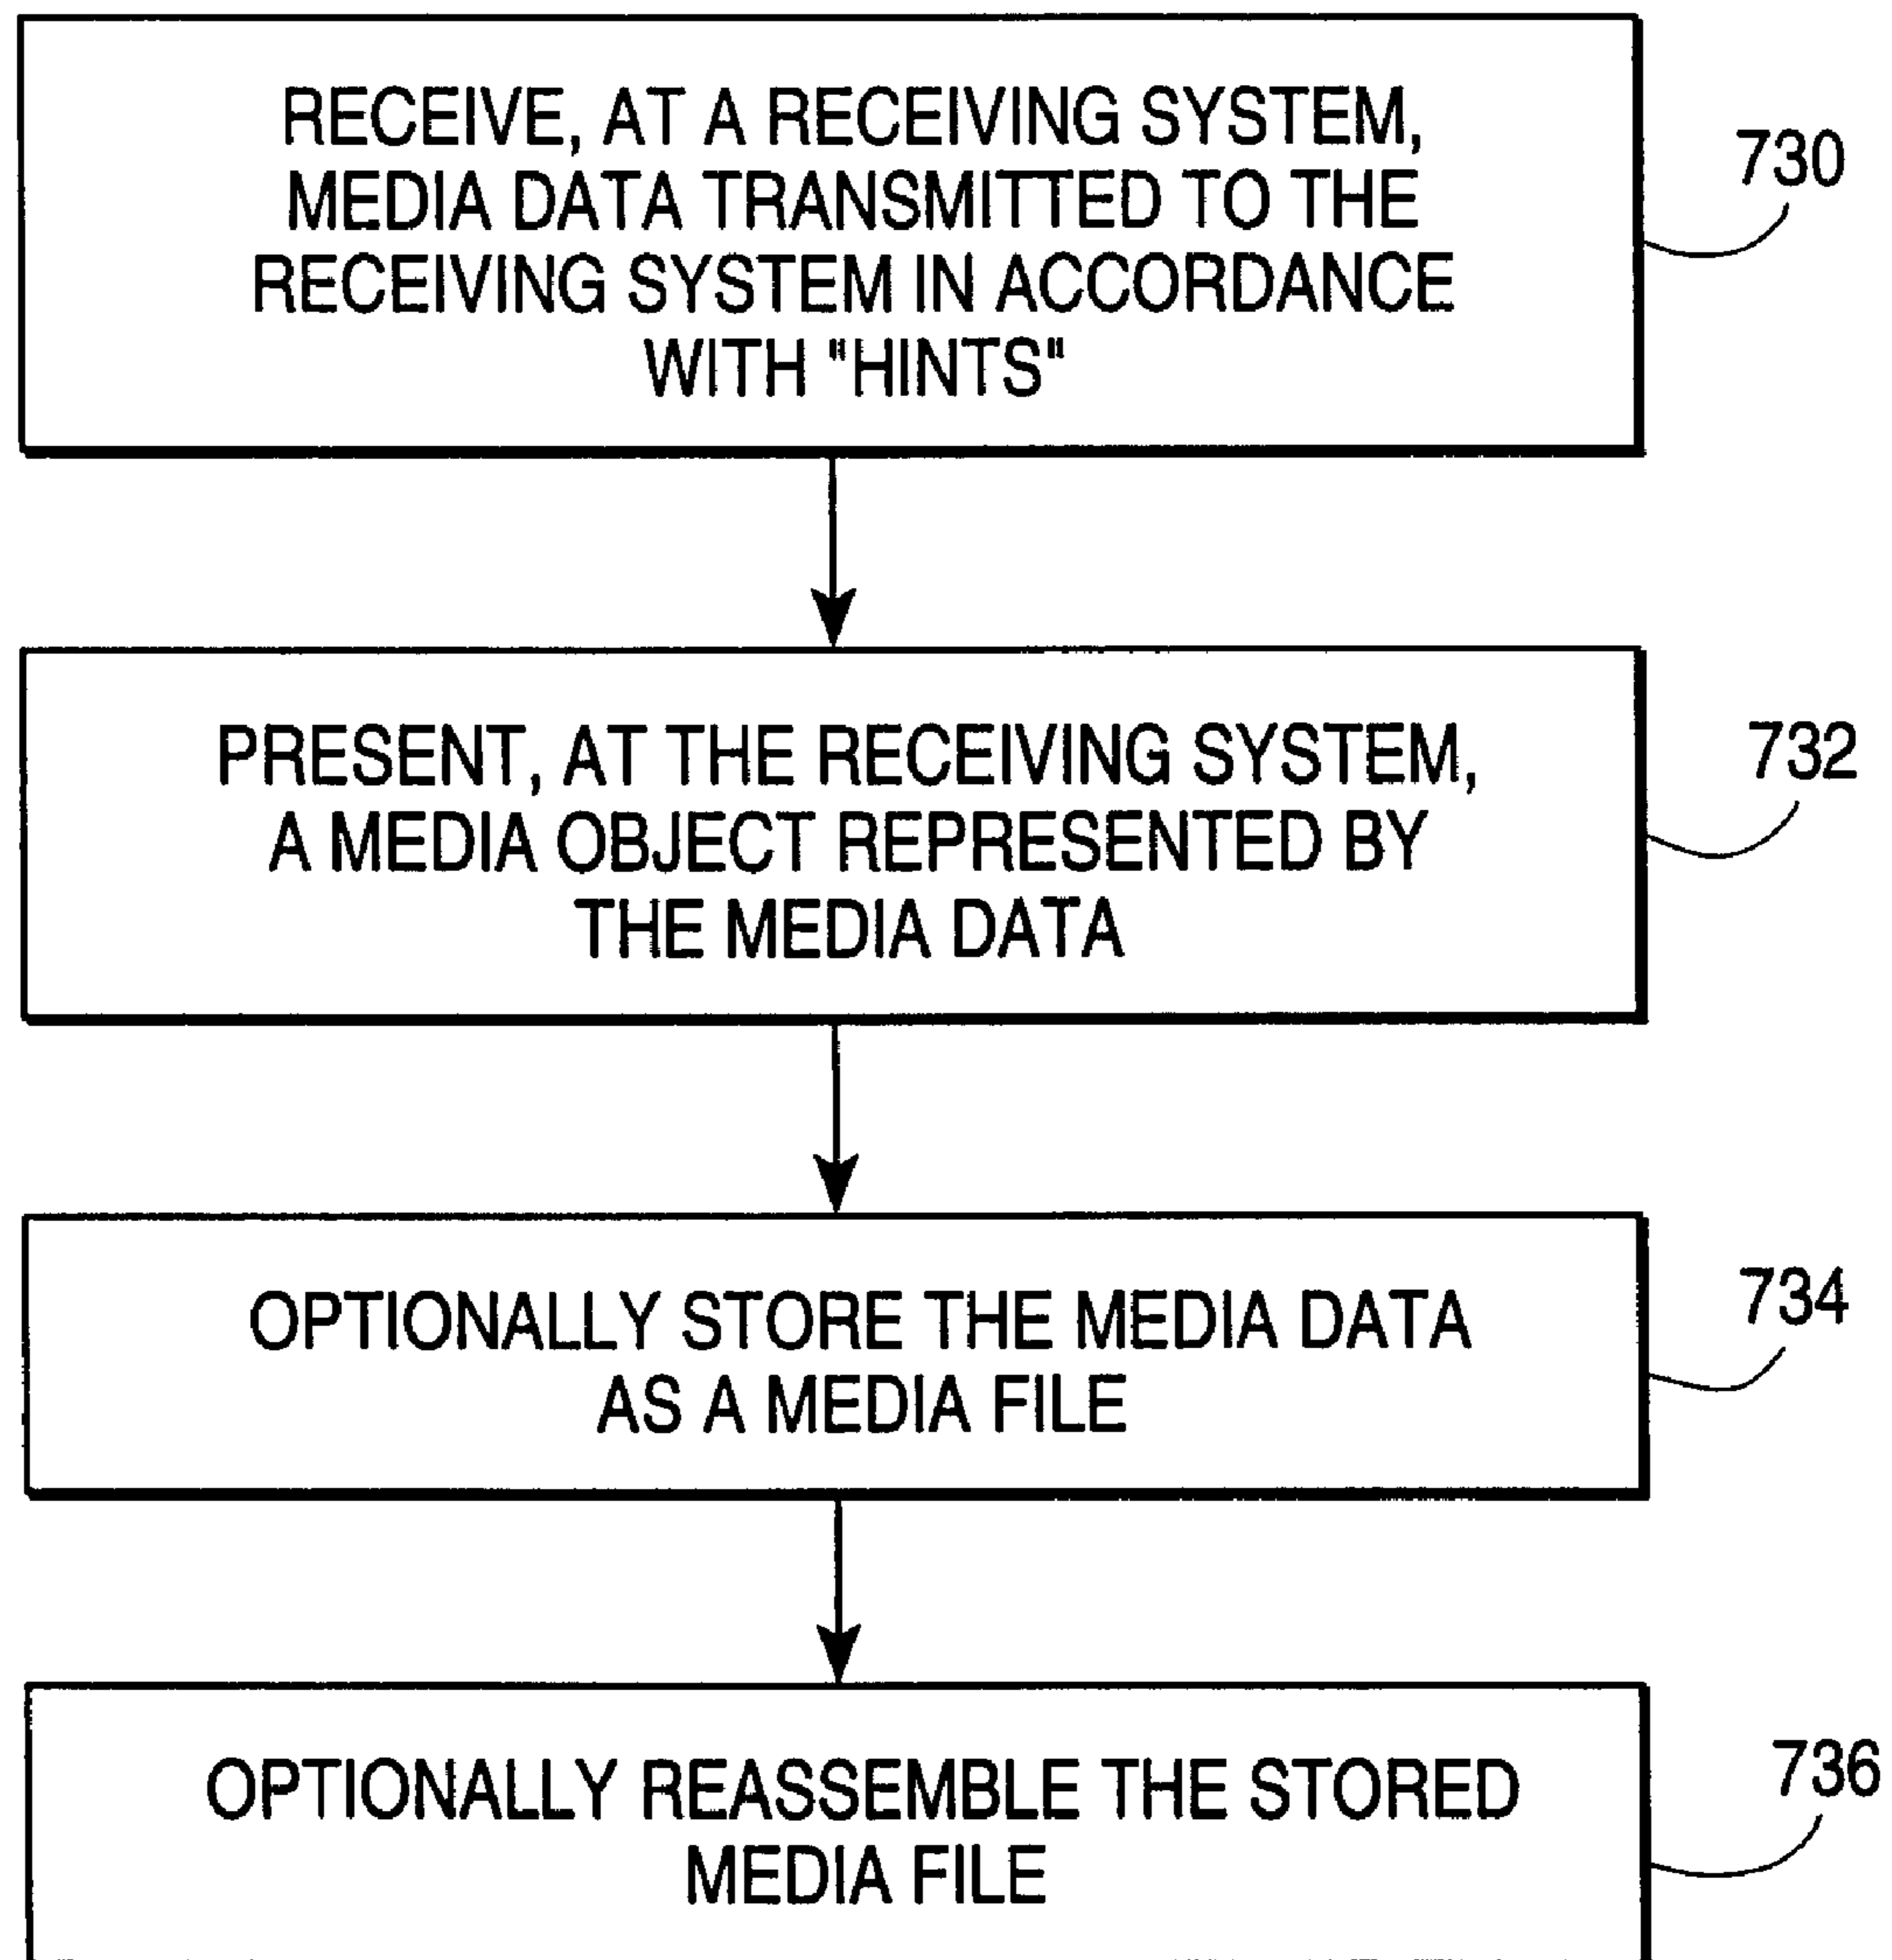 RECEIVE, AT A RECEIVING SYSTEM,
MEDIA DATA TRANSMITTED TO THE
RECEIVING SYSTEM IN ACCORDANCE
WITH "HINTS"
730
PRESENT, AT THE RECEIVING SYSTEM,
A MEDIA OBJECT REPRESENTED BY
THE MEDIA DATA
732
OPTIONALLY STORE THE MEDIA DATA
AS A MEDIA FILE
734
OPTIONALLY REASSEMBLE THE STORED
MEDIA FILE
736